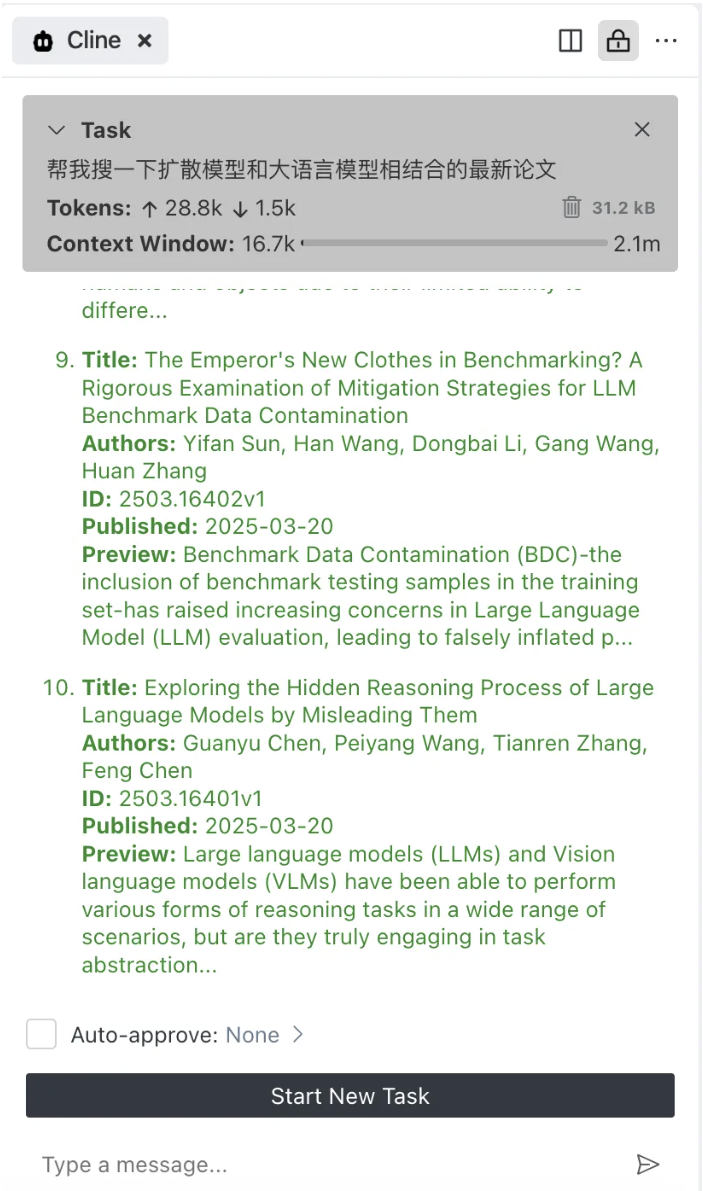 Cline
Task
帮我搜一下扩散模型和大语言模型相结合的最新论文
Tokens: ↑ 28.8k ↓ 1.5k 31.2 kB
Context Window: 16.7k 2.1m
humans and objects due to their limited ability to
differe...
9. Title: The Emperor's New Clothes in Benchmarking? A
Rigorous Examination of Mitigation Strategies for LLM
Benchmark Data Contamination
Authors: Yifan Sun, Han Wang, Dongbai Li, Gang Wang,
Huan Zhang
ID: 2503.16402v1
Published: 2025-03-20
Preview: Benchmark Data Contamination (BDC)-the
inclusion of benchmark testing samples in the training
set-has raised increasing concerns in Large Language
Model (LLM) evaluation, leading to falsely inflated p...
10. Title: Exploring the Hidden Reasoning Process of Large
Language Models by Misleading Them
Authors: Guanyu Chen, Peiyang Wang, Tianren Zhang,
Feng Chen
ID: 2503.16401v1
Published: 2025-03-20
Preview: Large language models (LLMs) and Vision
language models (VLMs) have been able to perform
various forms of reasoning tasks in a wide range of
scenarios, but are they truly engaging in task
abstraction...
Auto-approve: None
Start New Task
Type a message...